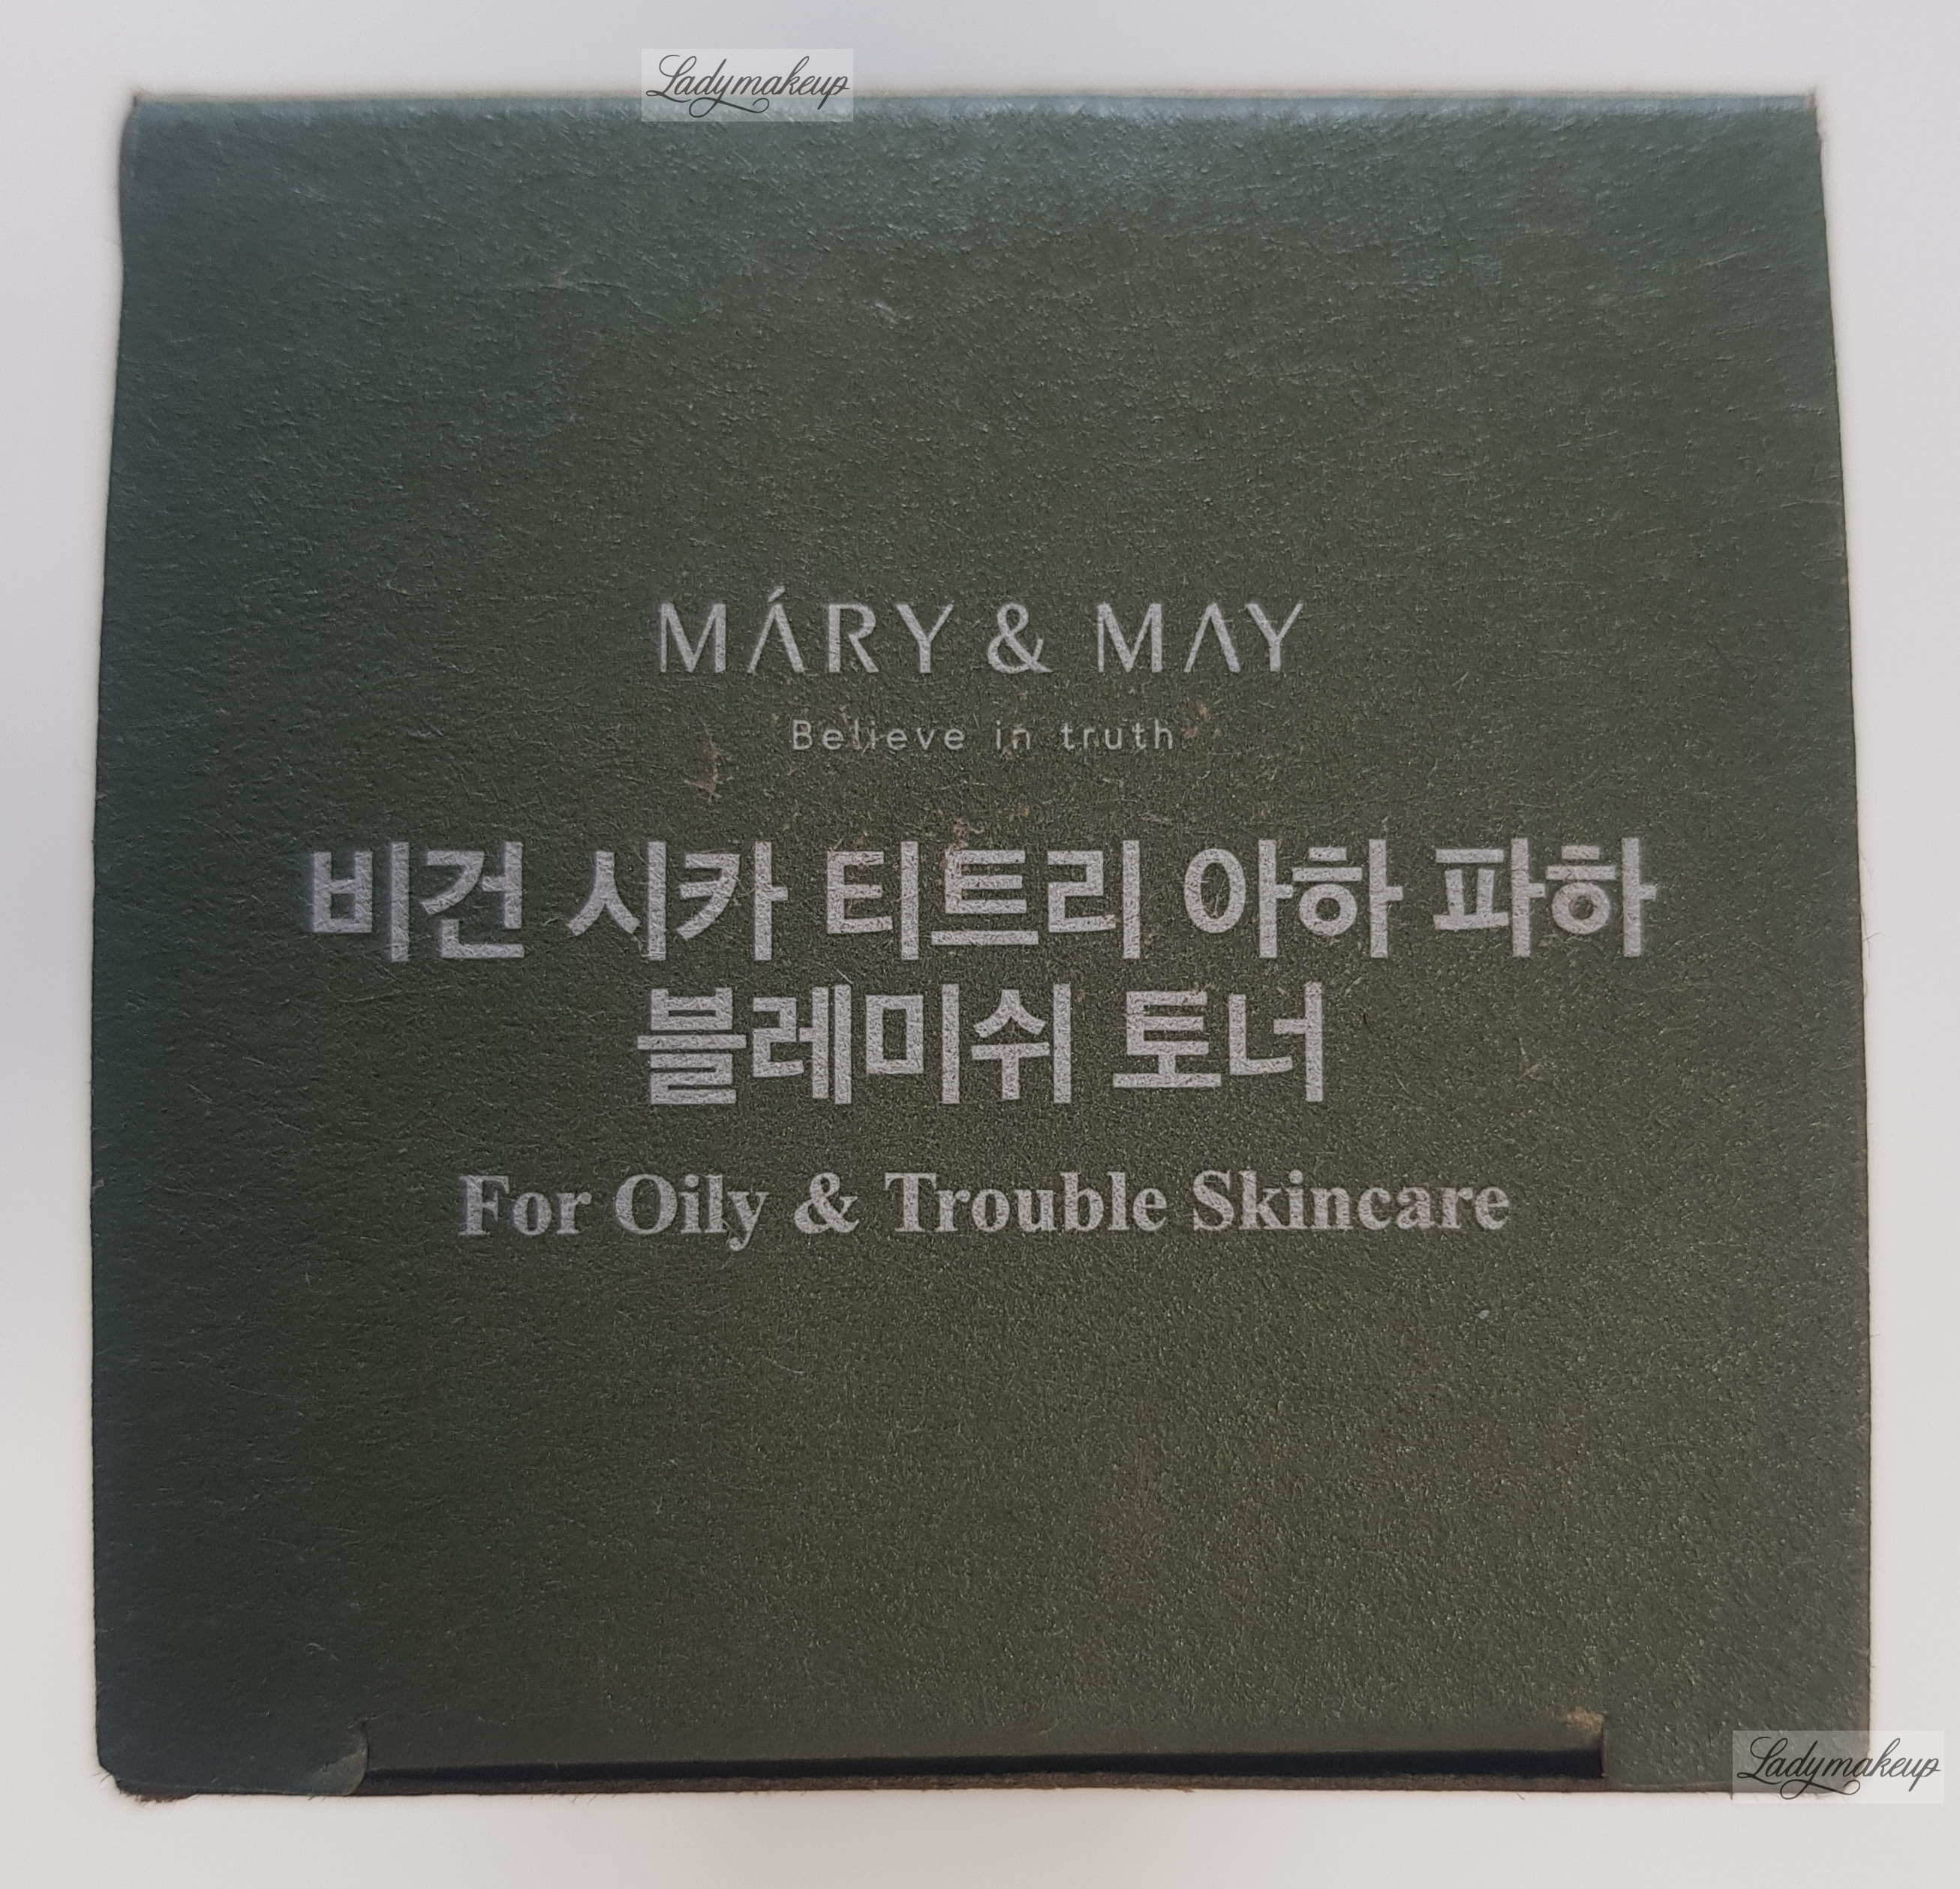 Ladymakeup
MÁRY & MAY
Believe in truth
비건 시카 티트리 아하 파하
블레미쉬 토너
For Oily & Trouble Skincare
Ladymakeup